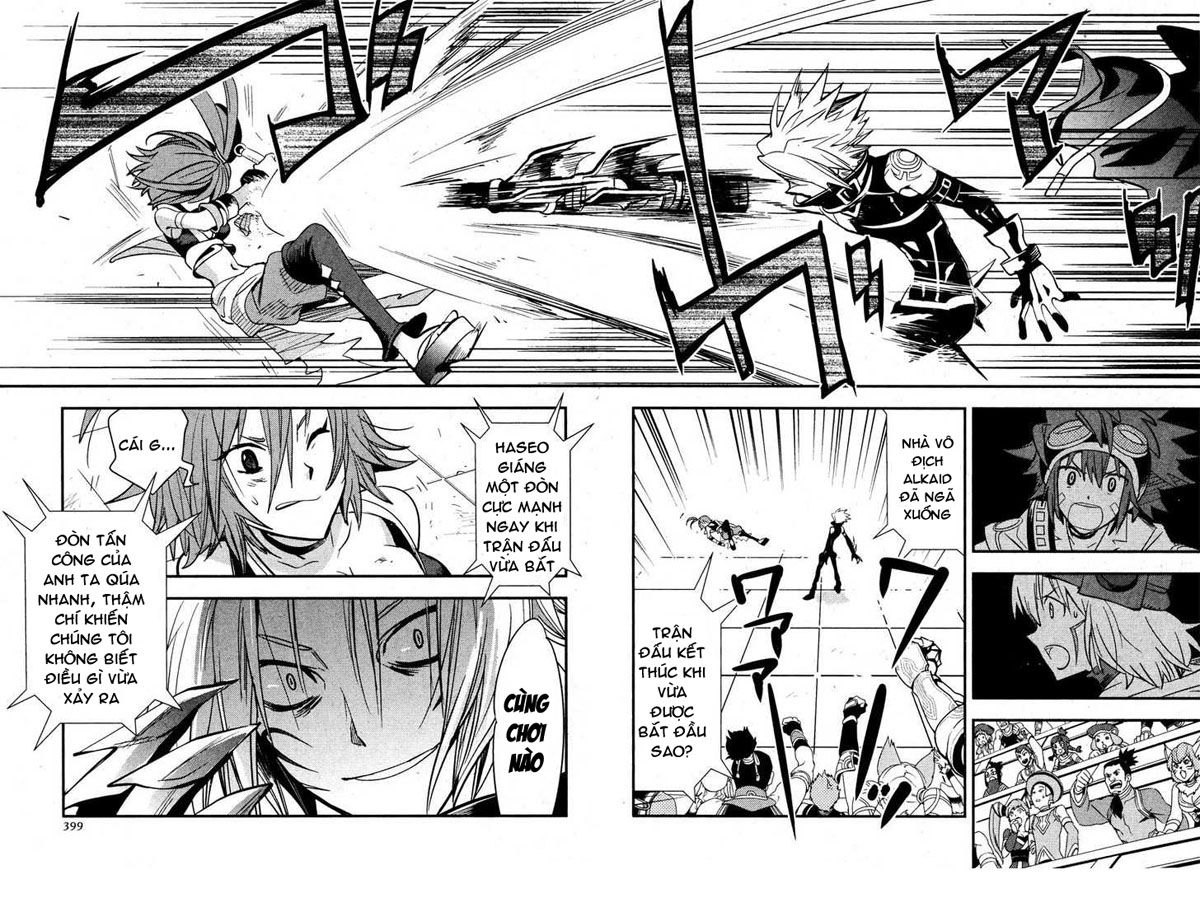 NHÀ VÔ
ĐỊCH
ALKAID
ĐÃ NGÃ
XUỐNG
TRẬN
ĐẤU KẾT
THÚC KHI
VỪA
ĐƯỢC
BẮT ĐẦU
SAO?
HASEO
GIÁNG
MỘT ĐÒN
CỰC MẠNH
NGAY KHI
TRẬN ĐẤU
VỪA BẮT
CÁI G...
ĐÒN TẤN
CÔNG CỦA
ANH TA QÚA
NHANH, THẬM
CHÍ KHIẾN
CHÚNG TÔI
KHÔNG BIẾT
ĐIỀU GÌ VỪA
XẢY RA
CÙNG
CHƠI
NÀO
399